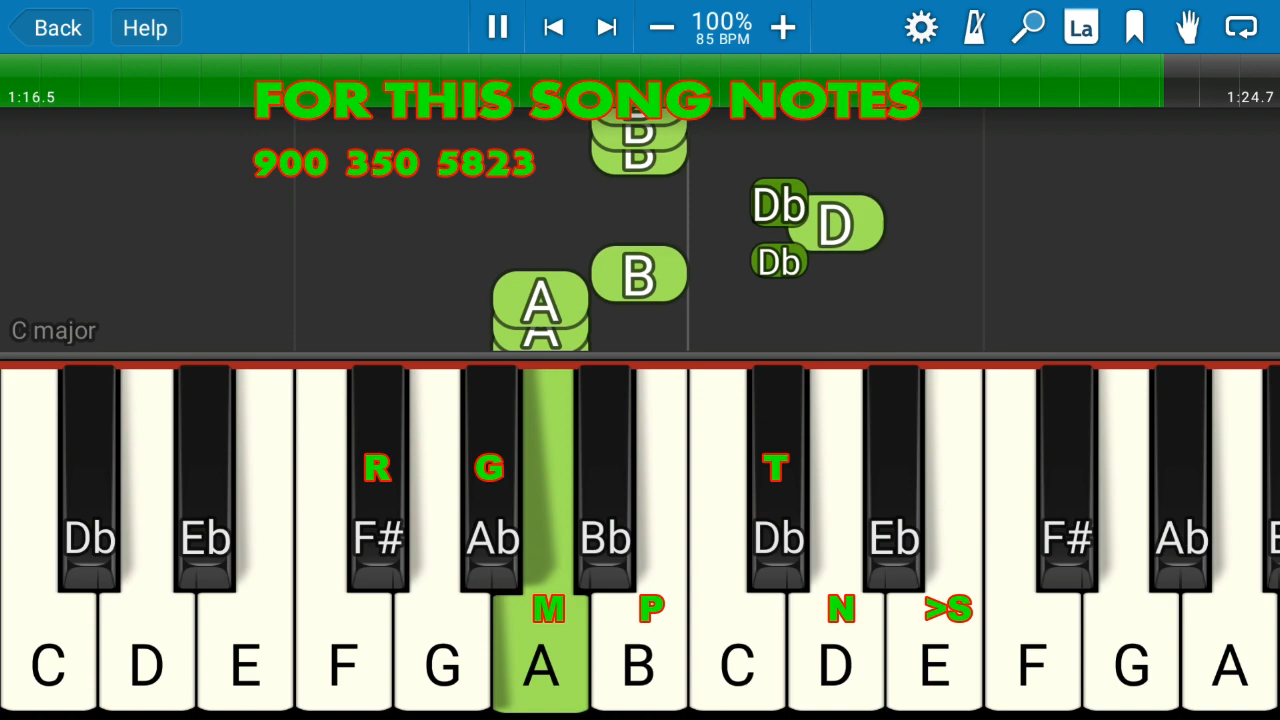 Back Help 100% La
85 BPM
1:16.5 FOR THIS SONG NOTES 1:24.7
B
900 350 5823 B
Db D
Db
B
A
A
C major
R G T
Db Eb F# Ab Bb Db Eb F# Ab
M P N >S
C D E F G A B C D E F G A